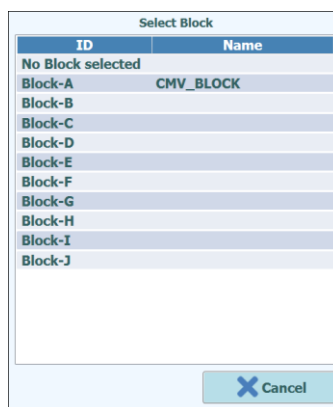 Select Block
ID Name
No Block selected
Block-A CMV_BLOCK
Block-B
Block-C
Block-D
Block-E
Block-F
Block-G
Block-H
Block-I
Block-J
Cancel